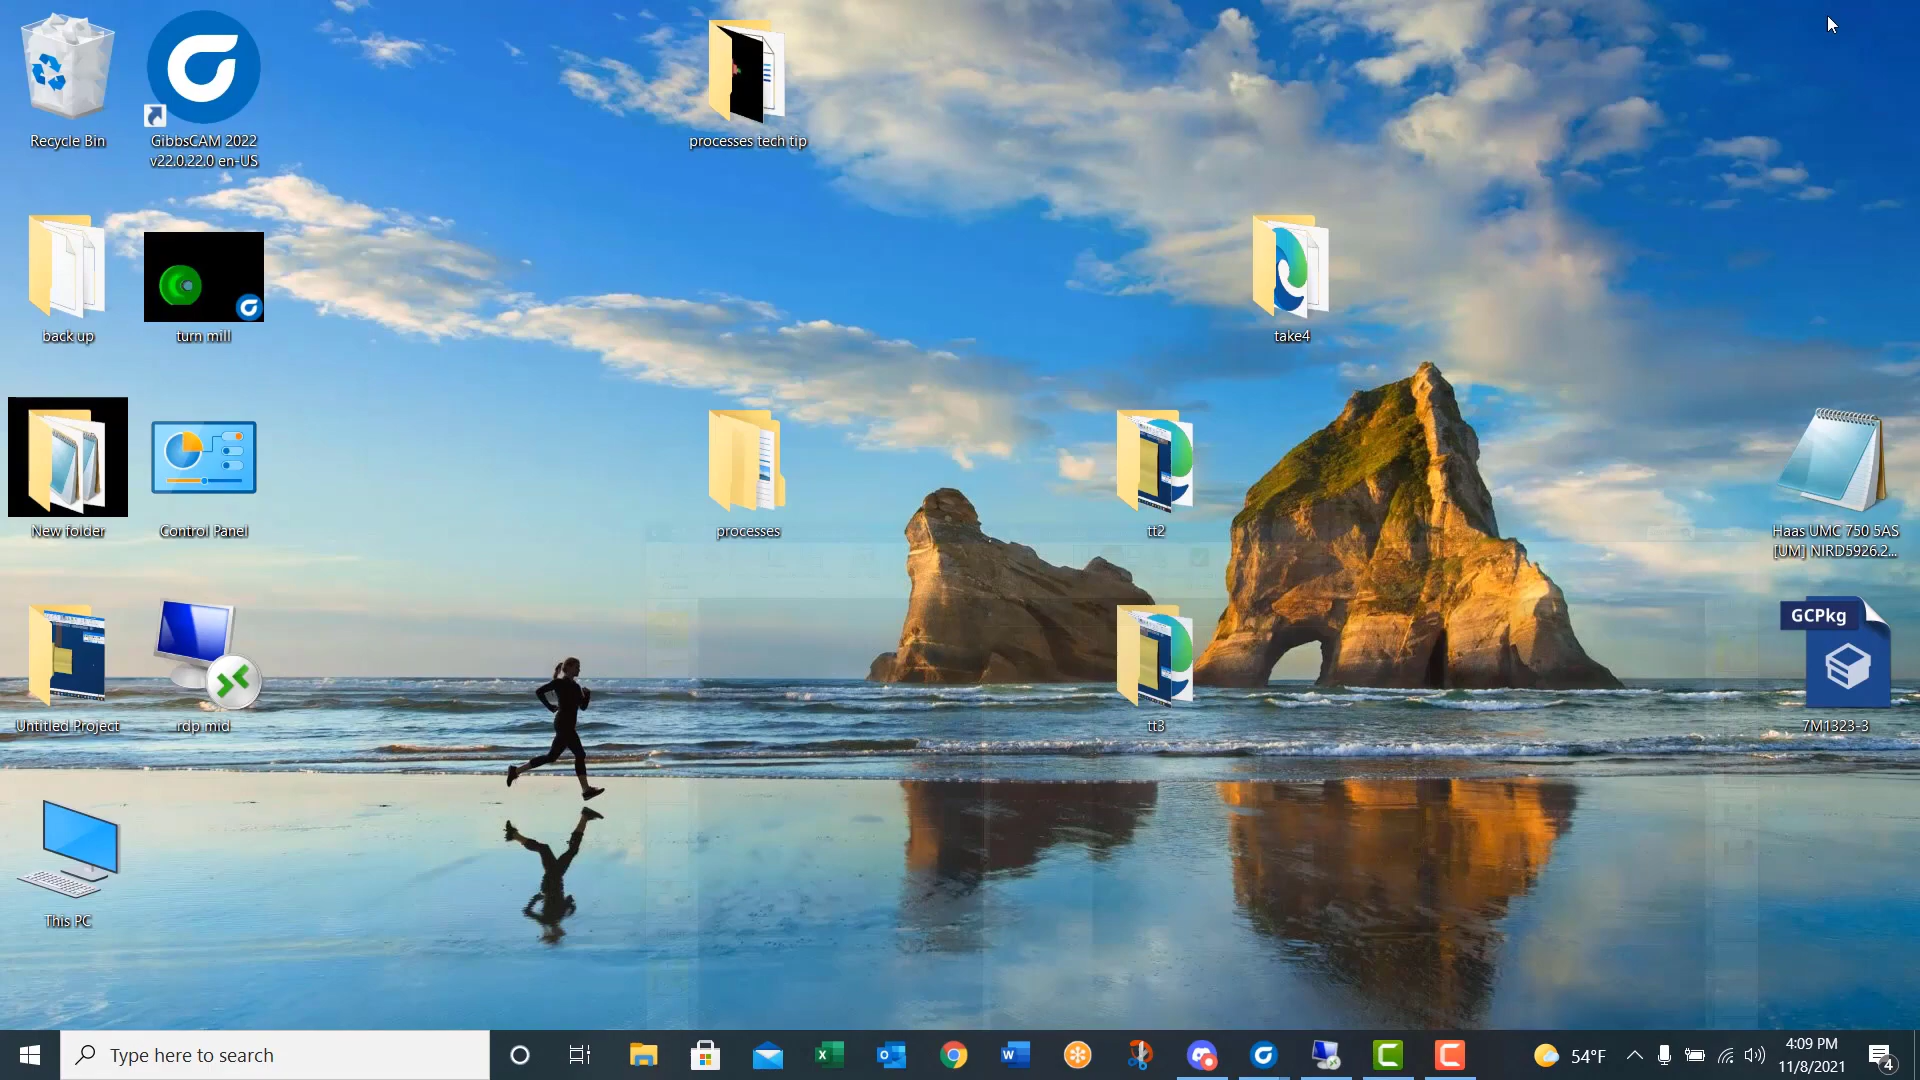 Recycle Bin
GibbsCAM 2022
v22.0.22.0 en-US
processes tech tip
back up
turn mill
take4
New folder
Control Panel
processes
tt2
Haas UMC 750 5AS
[UM] NIRD5926.2...
Untitled Project
rdp mid
tt3
GCPkg
7M1323-3
This PC
Type here to search
54°F
4:09 PM
11/8/2021
4